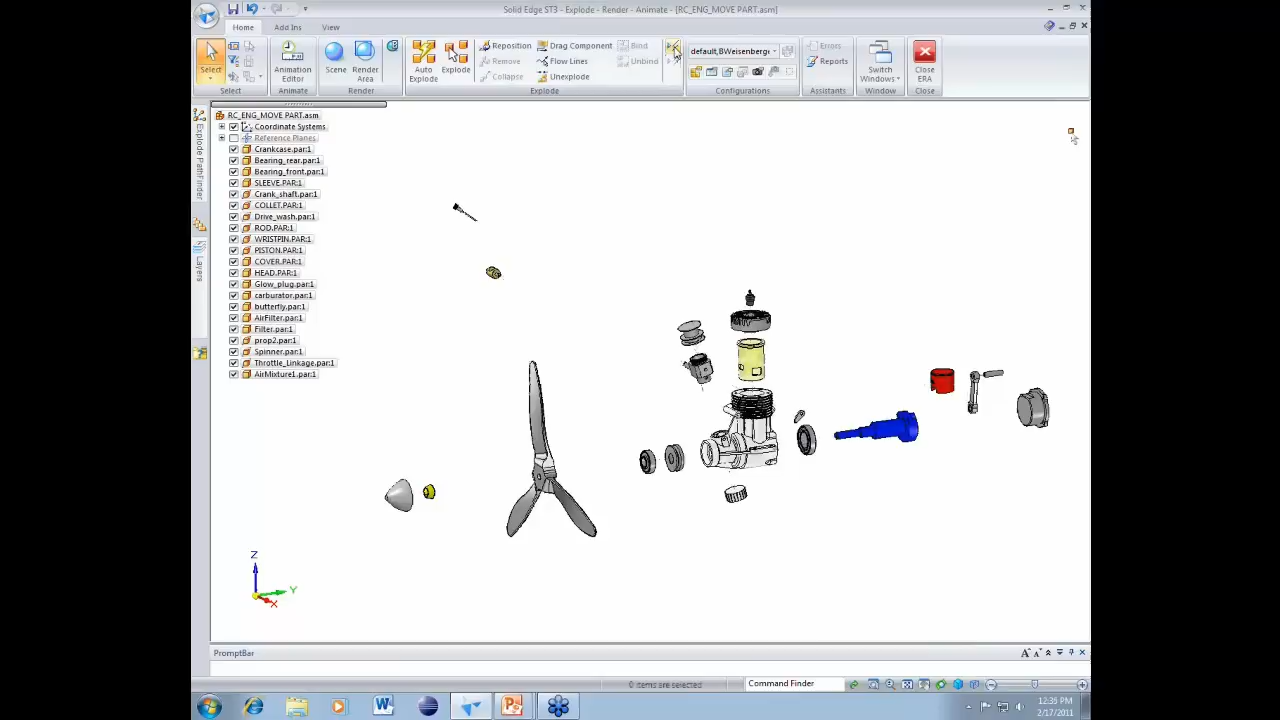 Solid Edge ST3 - Explode - Render - Animate - [RC_ENG_MOVE PART.asm]
Home Add Ins View
Select
Animation Editor
Scene
Render Area
Auto Explode
Explode
Reposition
Remove
Collapse
Drag Component
Flow Lines
Unexplode
Bind
Unbind
default,BWeisenberge
Errors
Reports
Switch Windows
Close ERA
Select Animate Render Explode Configurations Assistants Window Close
Explode PathFinder
Layers
RC_ENG_MOVE PART.asm
Coordinate Systems
Reference Planes
Crankcase.par:1
Bearing_rear.par:1
Bearing_front.par:1
SLEEVE.PAR:1
Crank_shaft.par:1
COLLET.PAR:1
Drive_wash.par:1
ROD.PAR:1
WRISTPIN.PAR:1
PISTON.PAR:1
COVER.PAR:1
HEAD.PAR:1
Glow_plug.par:1
carburator.par:1
butterfly.par:1
AirFilter.par:1
Filter.par:1
prop2.par:1
Spinner.par:1
Throttle_Linkage.par:1
AirMixture1.par:1
Z
Y
X
PromptBar
0 items are selected
Command Finder
12:35 PM
2/17/2011